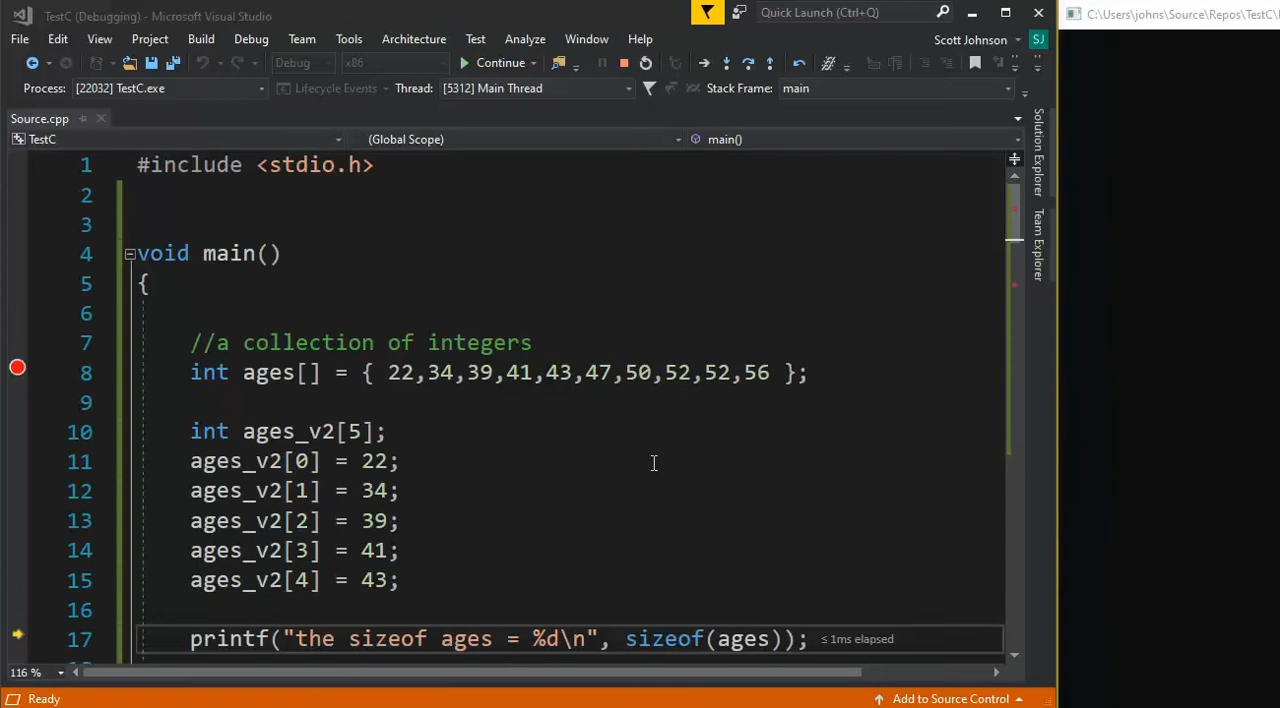 TestC (Debugging) - Microsoft Visual Studio
Quick Launch (Ctrl+Q)
C:\Users\johns\Source\Repos\TestC\
File Edit View Project Build Debug Team Tools Architecture Test Analyze Window Help
Scott Johnson SJ
Debug x86 Continue
Process: [22032] TestC.exe Lifecycle Events Thread: [5312] Main Thread Stack Frame: main
Source.cpp
TestC (Global Scope) main()
Solution Explorer
Team Explorer
1 #include <stdio.h>
2
3
4 void main()
5 {
6
7 //a collection of integers
8 int ages[] = { 22,34,39,41,43,47,50,52,52,56 };
9
10 int ages_v2[5];
11 ages_v2[0] = 22;
12 ages_v2[1] = 34;
13 ages_v2[2] = 39;
14 ages_v2[3] = 41;
15 ages_v2[4] = 43;
16
17 printf("the sizeof ages = %d\n", sizeof(ages)); ≤ 1ms elapsed
116 %
Ready Add to Source Control